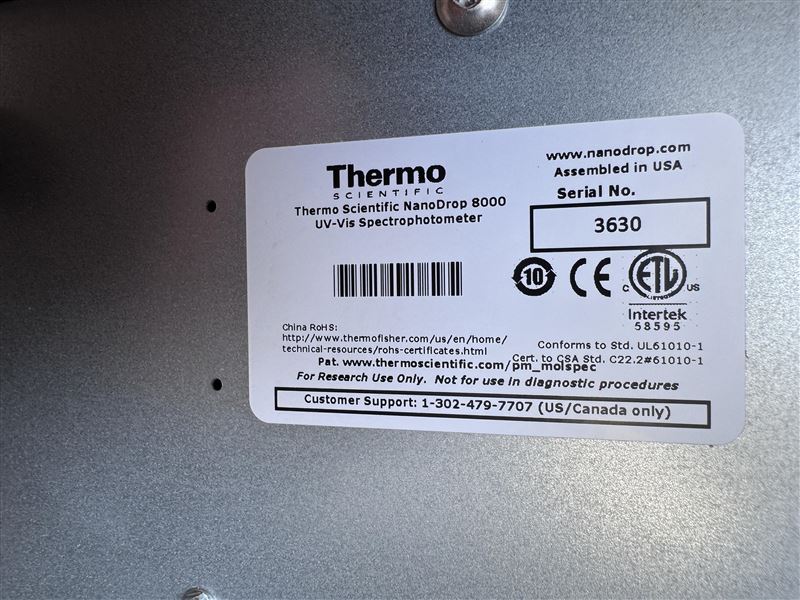 Thermo
SCIENTIFIC
Thermo Scientific NanoDrop 8000
UV-Vis Spectrophotometer
www.nanodrop.com
Assembled in USA
Serial No.
3630
10
CE
ETL
C
US
Intertek
58595
China RoHS:
http://www.thermofisher.com/us/en/home/
technical-resources/rohs-certificates.html
Conforms to Std. UL61010-1
Cert. to CSA Std. C22.2#61010-1
Pat. www.thermoscientific.com/pm_molspec
For Research Use Only. Not for use in diagnostic procedures
Customer Support: 1-302-479-7707 (US/Canada only)